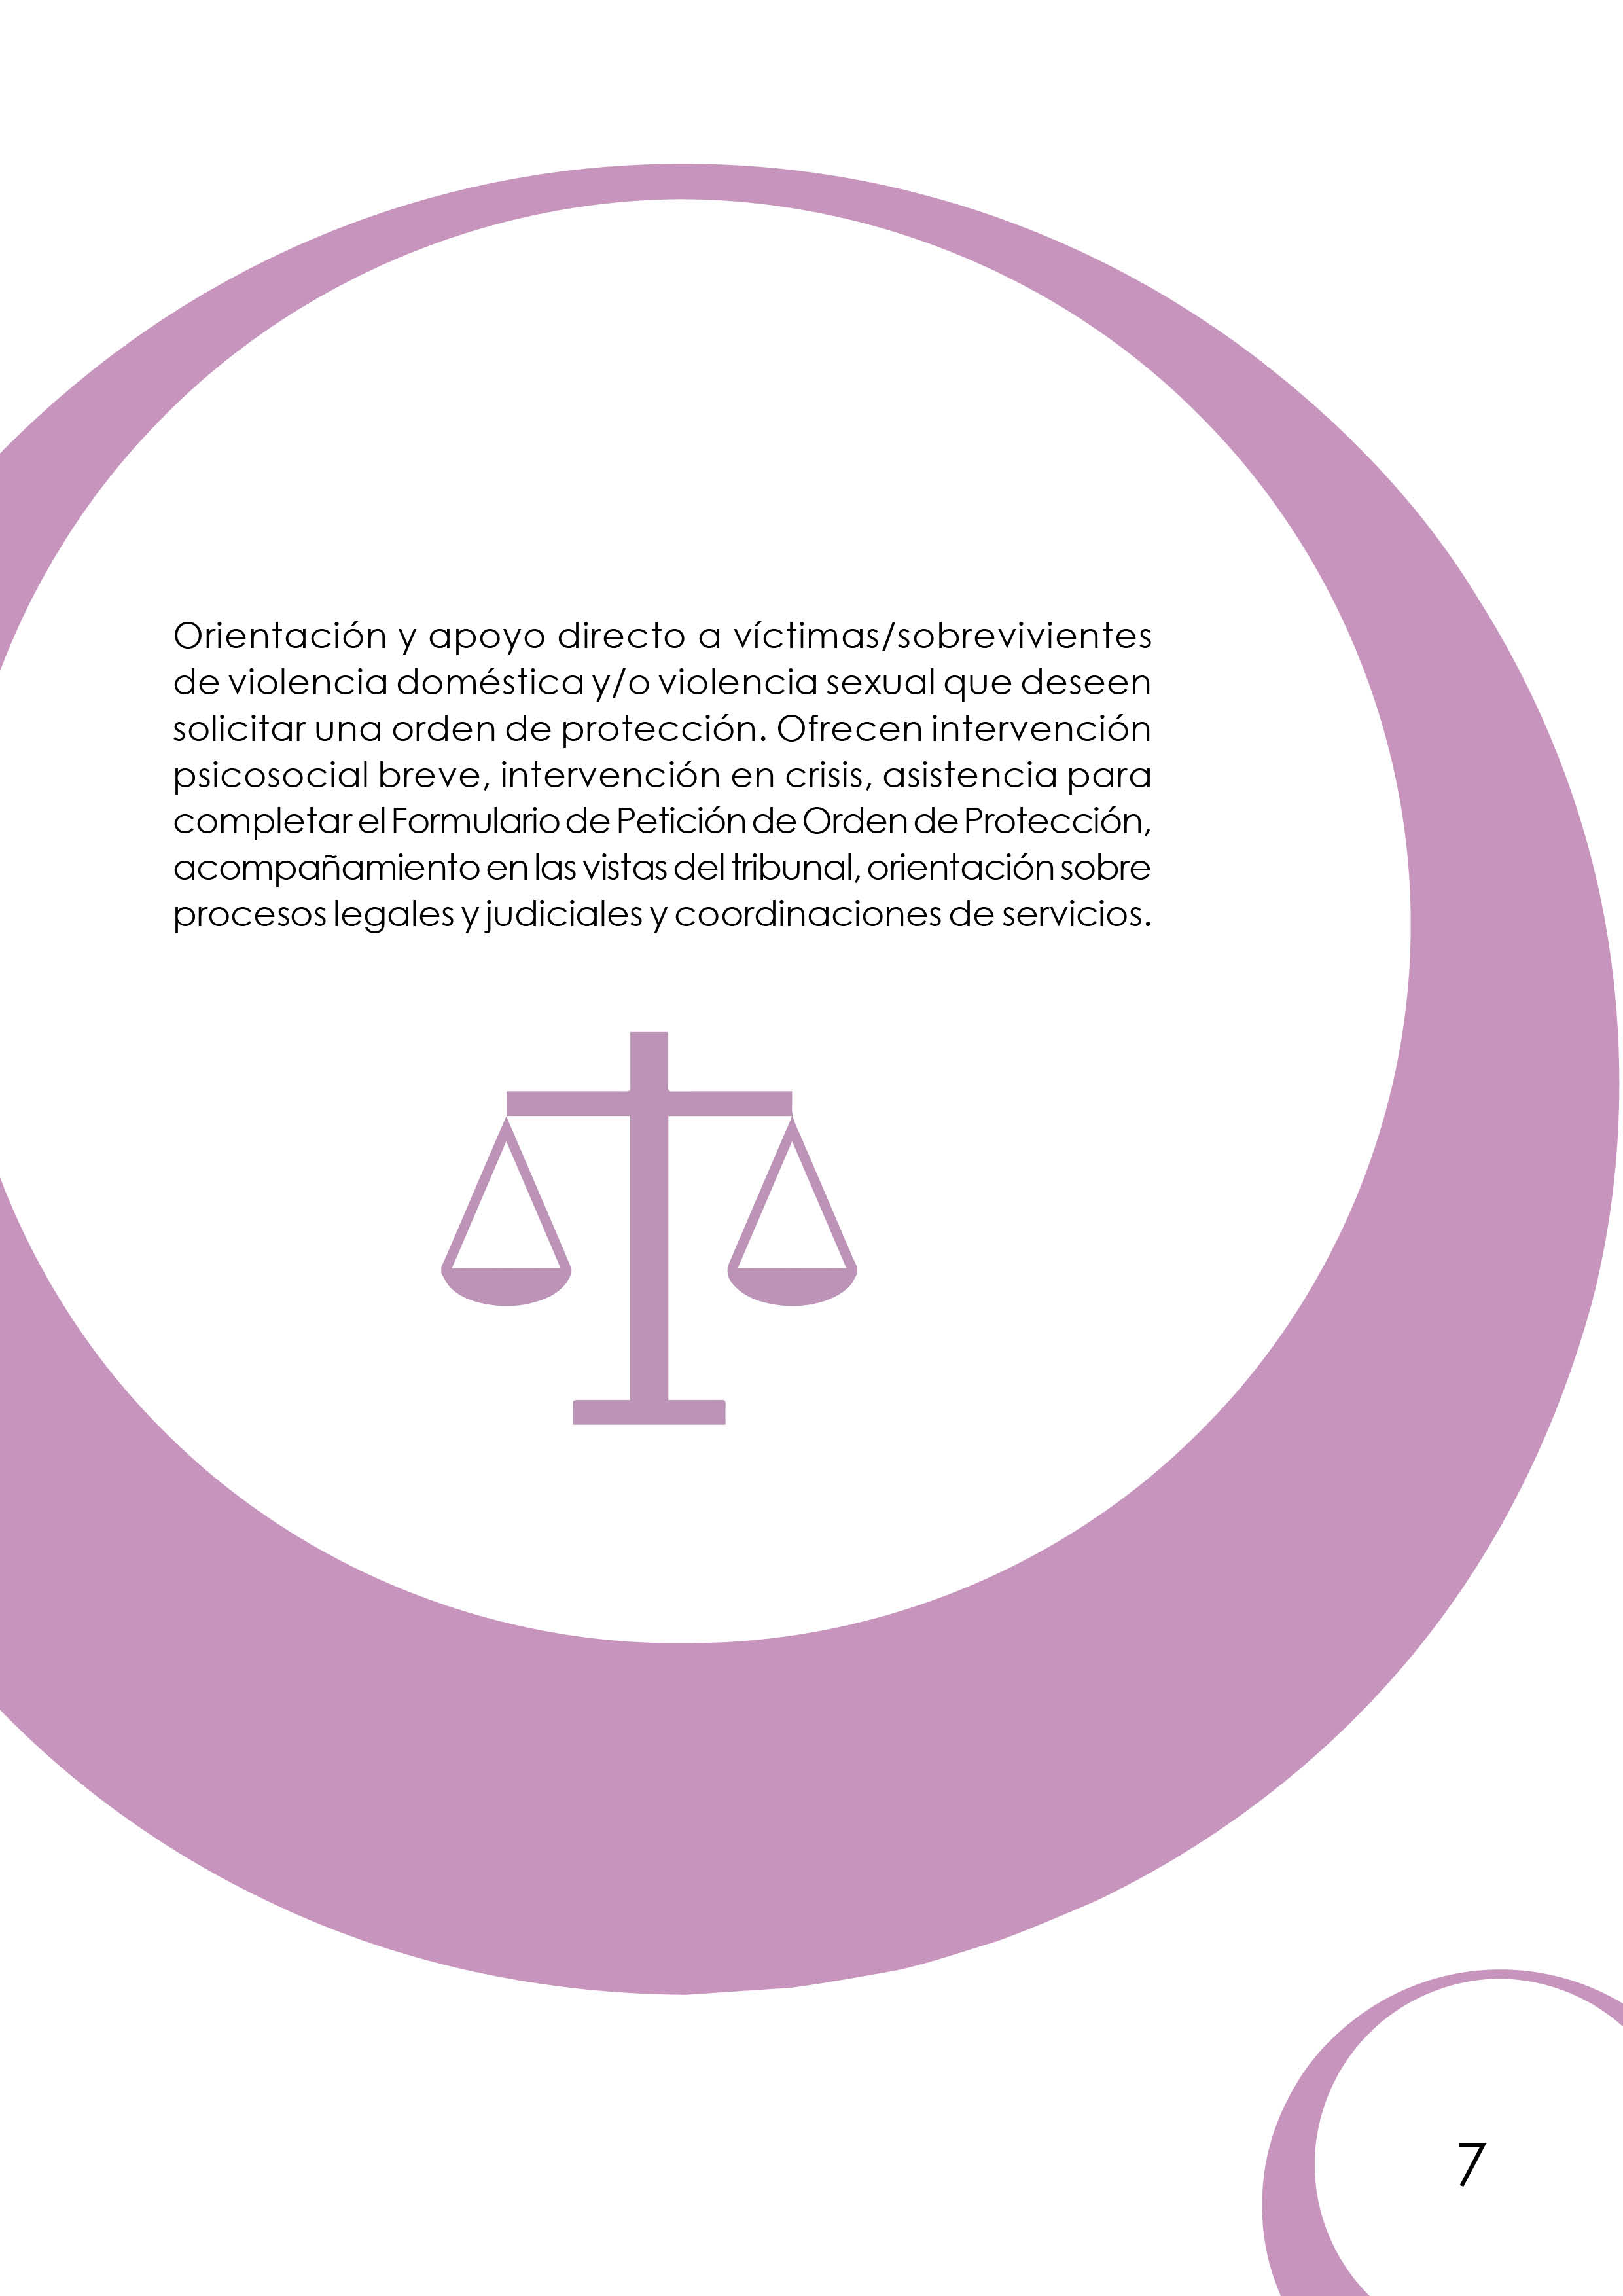 Orientación y apoyo directo a víctimas/sobrevivientes
de violencia doméstica y/o violencia sexual que deseen
solicitar una orden de protección. Ofrecen intervención
psicosocial breve, intervención en crisis, asistencia para
completar el Formulario de Petición de Orden de Protección,
acompañamiento en las vistas del tribunal, orientación sobre
procesos legales y judiciales y coordinaciones de servicios.
7